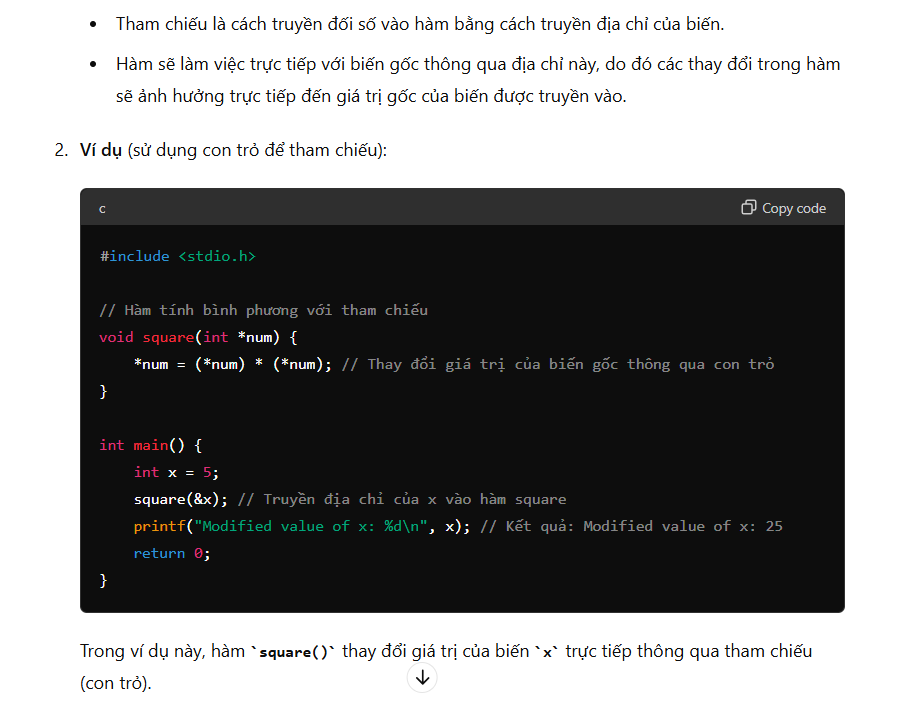 • Tham chiếu là cách truyền đối số vào hàm bằng cách truyền địa chỉ của biến.
• Hàm sẽ làm việc trực tiếp với biến gốc thông qua địa chỉ này, do đó các thay đổi trong hàm
sẽ ảnh hưởng trực tiếp đến giá trị gốc của biến được truyền vào.
2. Ví dụ (sử dụng con trỏ để tham chiếu):
c
Copy code
#include <stdio.h>
// Hàm tính bình phương với tham chiếu
void square(int *num) {
*num = (*num) * (*num); // Thay đổi giá trị của biến gốc thông qua con trỏ
}
int main() {
int x = 5;
square(&x); // Truyền địa chỉ của x vào hàm square
printf("Modified value of x: %d\n", x); // Kết quả: Modified value of x: 25
return 0;
}
Trong ví dụ này, hàm `square()` thay đổi giá trị của biến `x` trực tiếp thông qua tham chiếu
(con trỏ).